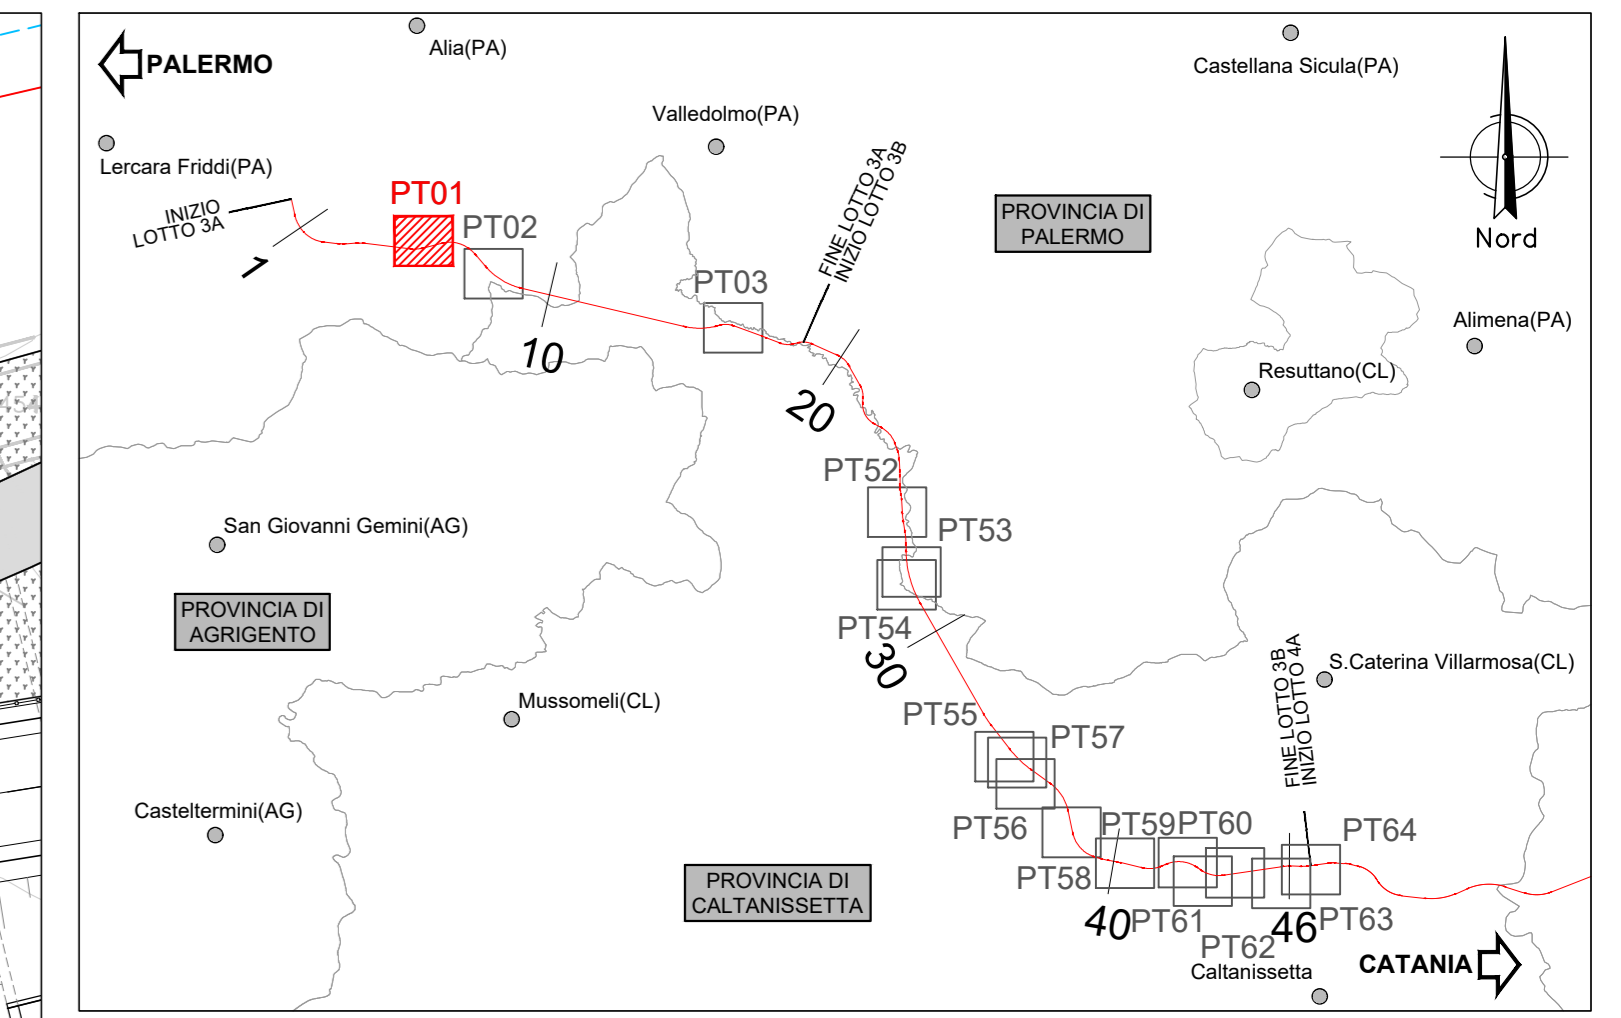 PALERMO
Alia(PA)
Castellana Sicula(PA)
Valledolmo(PA)
Lercara Friddi(PA)
INIZIO
LOTTO 3A
1
PT01
PT02
10
PT03
FINE LOTTO 3A
INIZIO LOTTO 3B
20
PROVINCIA DI
PALERMO
Nord
Alimena(PA)
Resuttano(CL)
PT52
PT53
PT54
30
San Giovanni Gemini(AG)
PROVINCIA DI
AGRIGENTO
Mussomeli(CL)
Casteltermini(AG)
S.Caterina Villarmosa(CL)
FINE LOTTO 3B
INIZIO LOTTO 4A
PT55
PT57
PT56
PT59
PT60
PT64
PT58
PROVINCIA DI
CALTANISSETTA
40
PT61
46
PT63
PT62
Caltanissetta
CATANIA